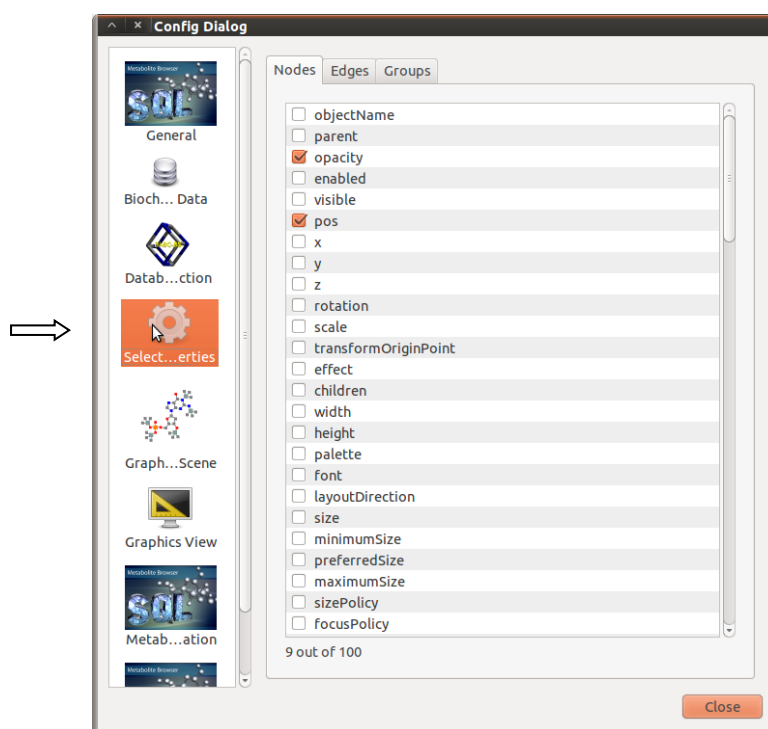 Config Dialog
Metabolite Browser
SQL
General
Bioch... Data
Datab...ction
Select...erties
Graph...Scene
Graphics View
Metabolite Browser
SQL
Metab...ation
Metabolite Browser
Nodes Edges Groups
objectName
parent
opacity
enabled
visible
pos
x
y
z
rotation
scale
transformOriginPoint
effect
children
width
height
palette
font
layoutDirection
size
minimumSize
preferredSize
maximumSize
sizePolicy
focusPolicy
9 out of 100
Close